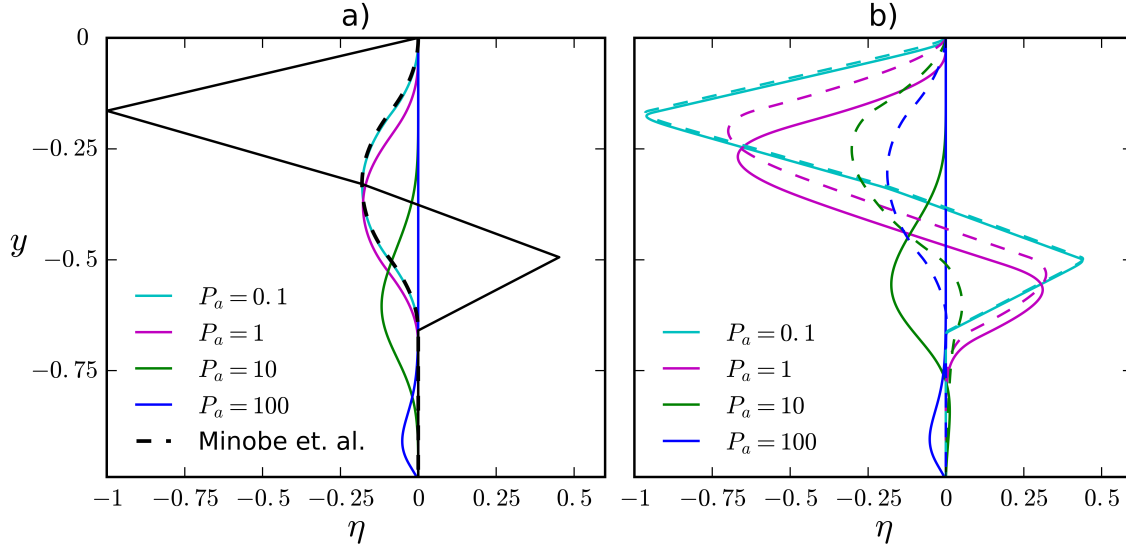 a)
b)
0
−0.25
−0.5
−0.75
y
P_a = 0.1
P_a = 1
P_a = 10
P_a = 100
Minobe et. al.
P_a = 0.1
P_a = 1
P_a = 10
P_a = 100
−1 −0.75 −0.5 −0.25 0 0.25 0.5
−1 −0.75 −0.5 −0.25 0 0.25 0.5
η
η